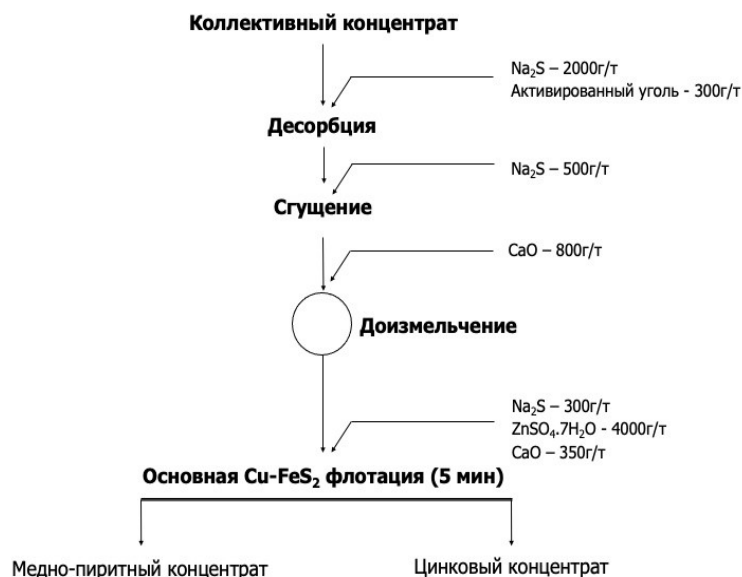 Коллективный концентрат
Na₂S – 2000г/т
Активированный уголь - 300г/т
Десорбция
Na₂S – 500г/т
Сгущение
CaO – 800г/т
Доизмельчение
Na₂S – 300г/т
ZnSO₄.7H₂O - 4000г/т
CaO – 350г/т
Основная Cu-FeS₂ флотация (5 мин)
Медно-пиритный концентрат
Цинковый концентрат